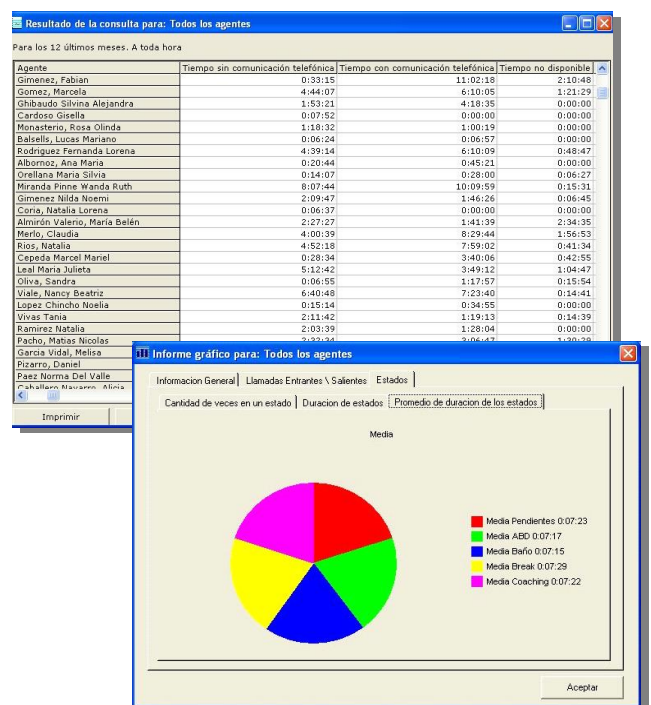 Resultado de la consulta para: Todos los agentes
Para los 12 últimos meses. A toda hora
Agente Tiempo sin comunicación telefónica Tiempo con comunicación telefónica Tiempo no disponible
Gimenez, Fabian 0:33:15 11:02:18 2:10:48
Gomez, Marcela 4:44:07 6:10:05 1:21:29
Ghibaudo Silvina Alejandra 1:53:21 4:18:35 0:00:00
Cardoso Gisella 0:07:52 0:00:00 0:00:00
Monasterio, Rosa Olinda 1:18:32 1:00:19 0:00:00
Balsells, Lucas Mariano 0:06:24 0:06:57 0:00:00
Rodriguez Fernanda Lorena 4:39:14 6:10:09 0:48:47
Albornoz, Ana Maria 0:20:44 0:45:21 0:00:00
Orellana Maria Silvia 0:14:07 0:28:00 0:06:27
Miranda Pinne Wanda Ruth 8:07:44 10:09:59 0:15:31
Gimenez Nilda Noemi 2:09:47 1:46:26 0:06:45
Coria, Natalia Lorena 0:06:37 0:00:00 0:00:00
Almirón Valerio, María Belén 2:27:27 1:41:39 2:34:35
Merlo, Claudia 4:00:39 8:29:44 1:56:53
Rios, Natalia 4:52:18 7:59:02 0:41:34
Cepeda Marcel Mariel 0:28:34 3:40:06 0:42:55
Leal Maria Julieta 5:12:42 3:49:12 1:04:47
Oliva, Sandra 0:06:55 1:17:57 0:15:54
Viale, Nancy Beatriz 6:40:48 7:23:40 0:14:41
Lopez Chincho Noelia 0:15:14 0:34:55 0:00:00
Vivas Tania 2:11:42 1:19:13 0:14:39
Ramirez Natalia 2:03:39 1:28:04 0:00:00
Pacho, Matias Nicolas 2:32:34 3:06:47 1:30:29
Garcia Vidal, Melisa
Pizarro, Daniel
Paez Norma Del Valle
Caballero Navarro, Alicia
Imprimir
Informe gráfico para: Todos los agentes
Informacion General Llamadas Entrantes \ Salientes Estados
Cantidad de veces en un estado Duracion de estados Promedio de duracion de los estados
Media
Media Pendientes 0:07:23
Media ABD 0:07:17
Media Baño 0:07:15
Media Break 0:07:29
Media Coaching 0:07:22
Aceptar